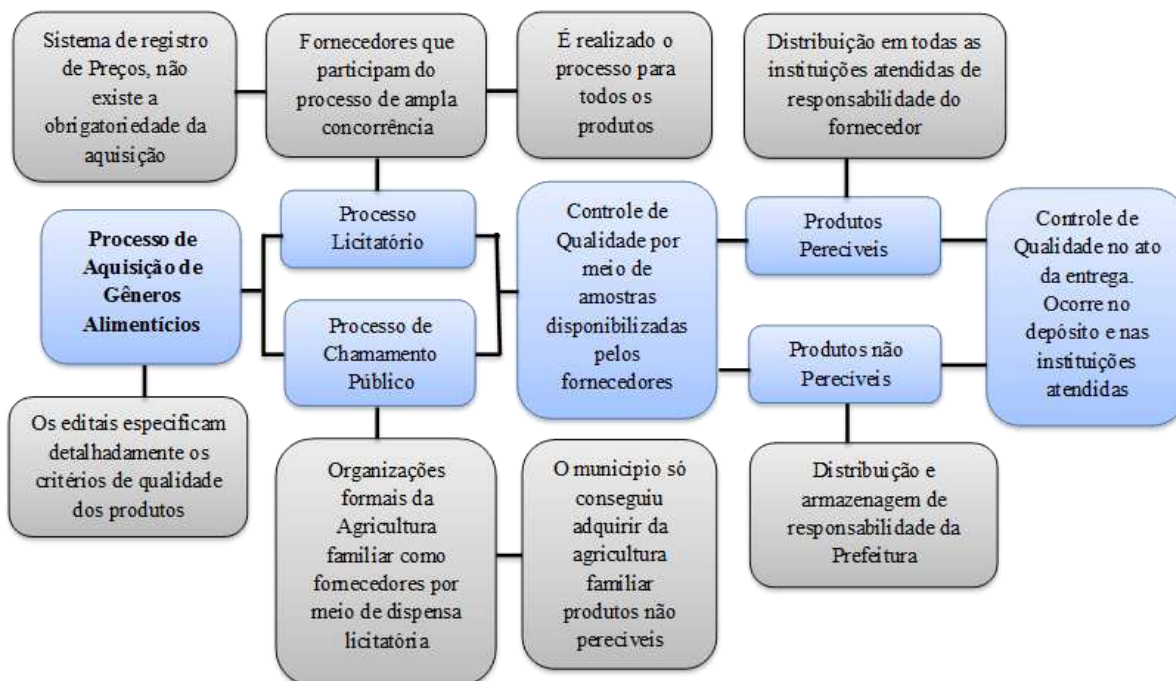 Sistema de registro
de Preços, não
existe a
obrigatoriedade da
aquisição
Fornecedores que
participam do
processo de ampla
concorrência
É realizado o
processo para
todos os
produtos
Distribuição em todas as
instituições atendidas de
responsabilidade do
fornecedor
Processo de
Aquisição de
Gêneros
Alimentícios
Processo
Licitatório
Processo de
Chamamento
Público
Controle de
Qualidade por
meio de
amostras
disponibilizadas
pelos
fornecedores
Produtos
Pereciveis
Produtos não
Pereciveis
Controle de
Qualidade no ato
da entrega.
Ocorre no
depósito e nas
instituições
atendidas
Os editais especificam
detalhadamente os
critérios de qualidade
dos produtos
Organizações
formais da
Agricultura
familiar como
fornecedores por
meio de dispensa
licitatória
O municipio só
conseguiu
adquirir da
agricultura
familiar
produtos não
pereciveis
Distribuição e
armazenagem de
responsabilidade da
Prefeitura